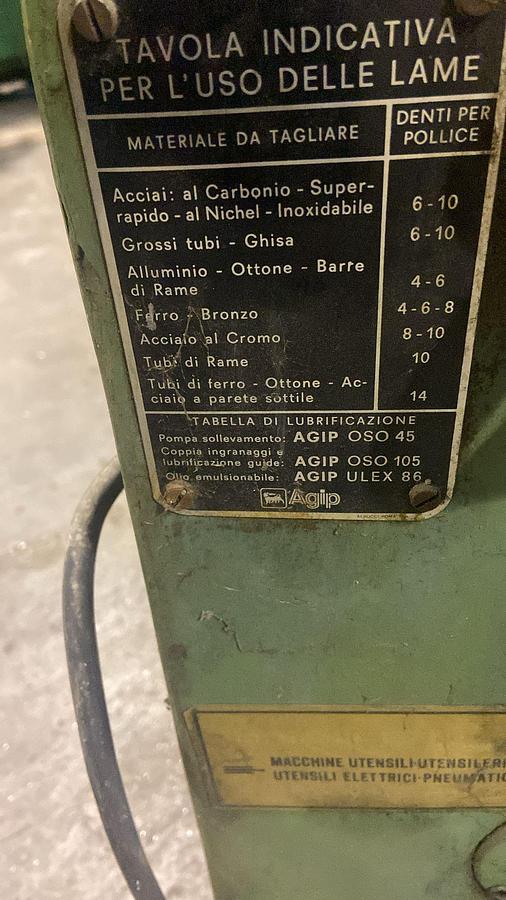 TAVOLA INDICATIVA
PER L'USO DELLE LAME
MATERIALE DA TAGLIARE
DENTI PER
POLLICE
Acciai: al Carbonio - Super-
rapido - al Nichel - Inoxidabile 6-10
Grossi tubi - Ghisa 6-10
Alluminio - Ottone - Barre
di Rame 4-6
Ferro - Bronzo 4-6-8
Acciaio al Cromo 8-10
Tubi di Rame 10
Tubi di ferro - Ottone - Ac-
ciaio a parete sottile 14
TABELLA DI LUBRIFICAZIONE
Pompa sollevamento: AGIP OSO 45
Coppia ingranaggi e
lubrificazione guide: AGIP OSO 105
Olio emulsionabile: AGIP ULEX 86
Agip
MACCHINE UTENSILI-UTENSILERI
UTENSILI ELETTRICI-PNEUMATIC